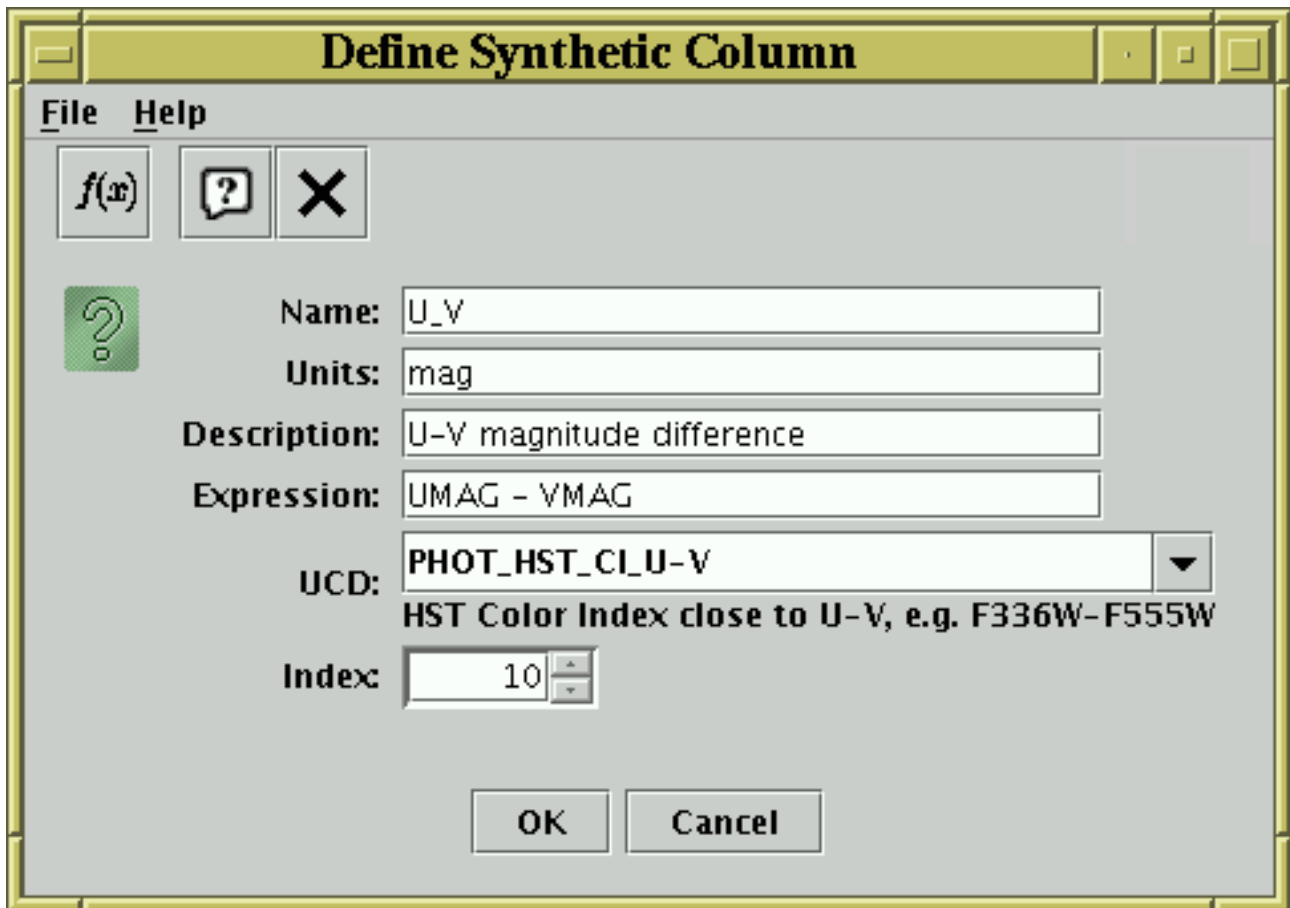 Define Synthetic Column
File Help
f(x) ?
Name: U_V
Units: mag
Description: U-V magnitude difference
Expression: UMAG - VMAG
UCD: PHOT_HST_CI_U-V
HST Color Index close to U-V, e.g. F336W-F555W
Index: 10
OK Cancel